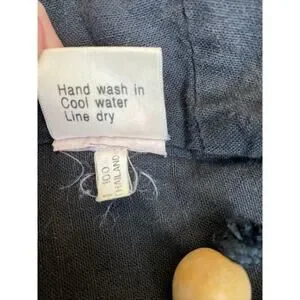 Hand wash in
Cool water
Line dry
100
THAILAND